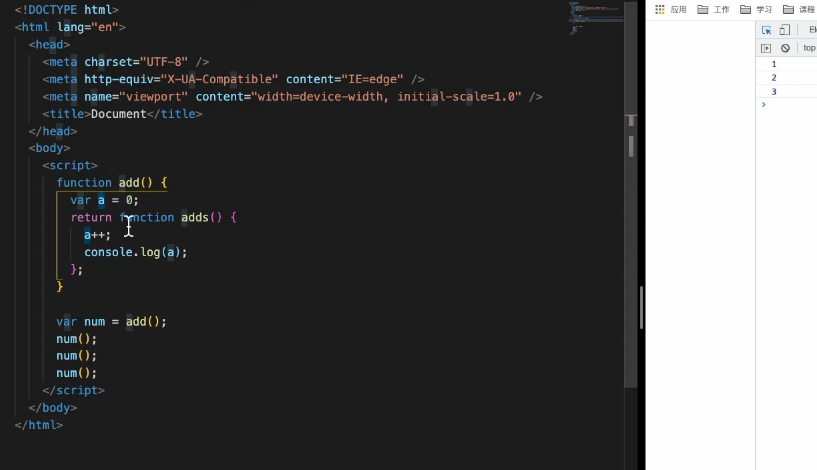 <!DOCTYPE html>
<html lang="en">
<head>
<meta charset="UTF-8" />
<meta http-equiv="X-UA-Compatible" content="IE=edge" />
<meta name="viewport" content="width=device-width, initial-scale=1.0" />
<title>Document</title>
</head>
<body>
<script>
function add() {
var a = 0;
return function adds() {
a++;
console.log(a);
};
}
var num = add();
num();
num();
num();
</script>
</body>
</html>
应用 工作 学习 课程
top
1
2
3
>